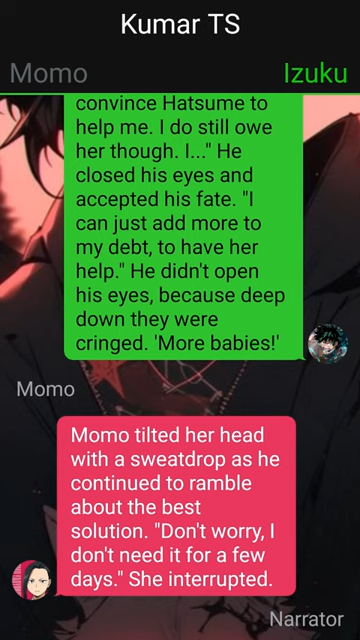 Kumar TS
Momo
Izuku
convince Hatsume to
help me. I do still owe
her though. I..." He
closed his eyes and
accepted his fate. "I
can just add more to
my debt, to have her
help." He didn't open
his eyes, because deep
down they were
cringed. 'More babies!'
Momo
Momo tilted her head
with a sweatdrop as he
continued to ramble
about the best
solution. "Don't worry, I
don't need it for a few
days." She interrupted.
Narrator